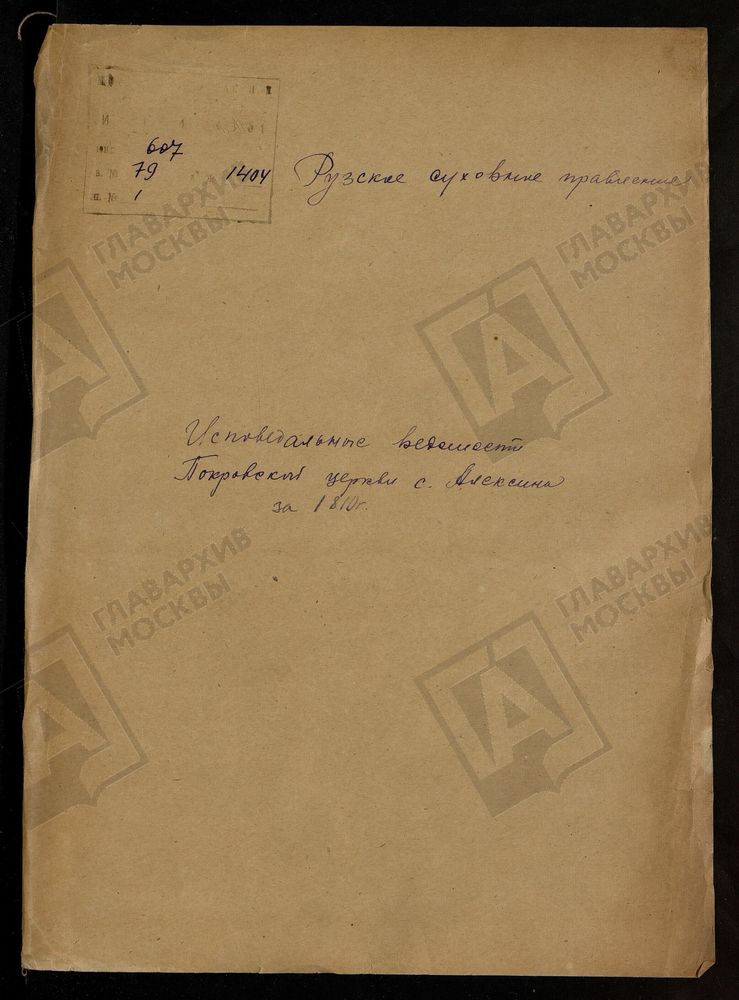 607
79 1404
1
Рузское духовное правление
Исповедальные ведомости
Покровской церкви с. Алексина
за 1810г.
ГЛАВАРХИВ
МОСКВЫ
ГЛАВАРХИВ
МОСКВЫ
ГЛАВАРХИВ
МОСКВЫ
ГЛАВАРХИВ
МОСКВЫ